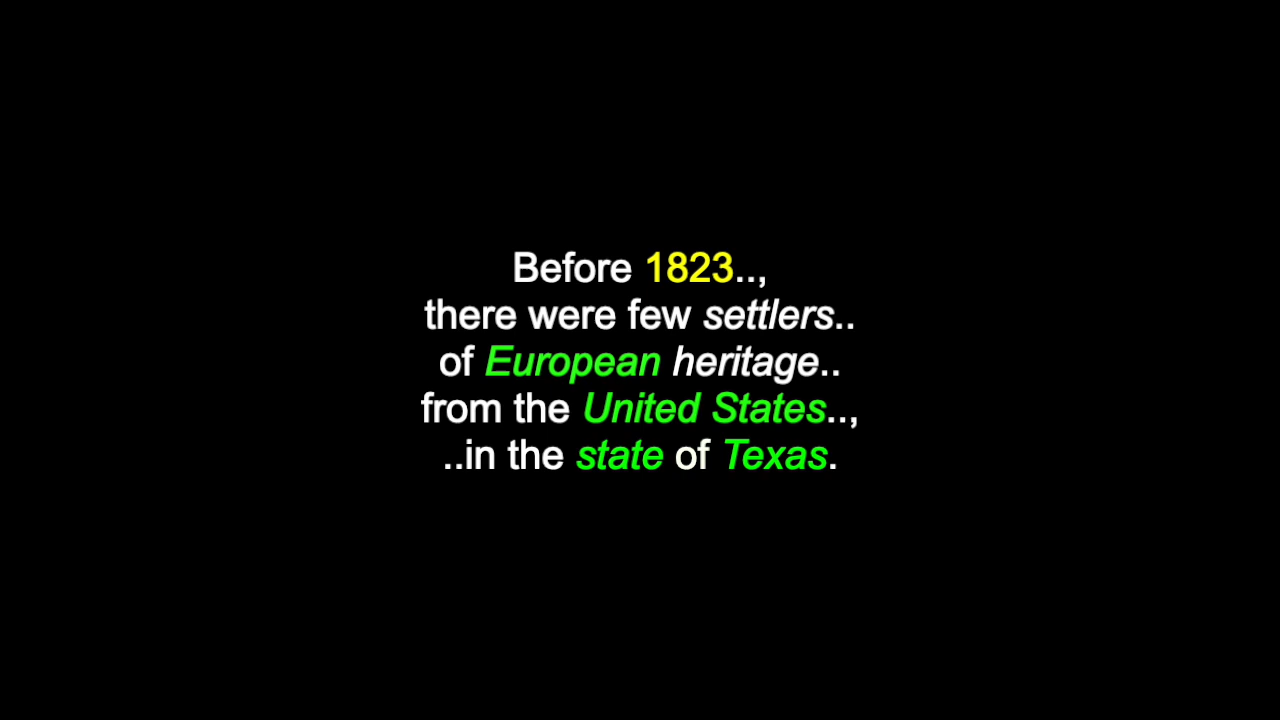 Before 1823..,
there were few settlers..
of European heritage..
from the United States..,
..in the state of Texas.